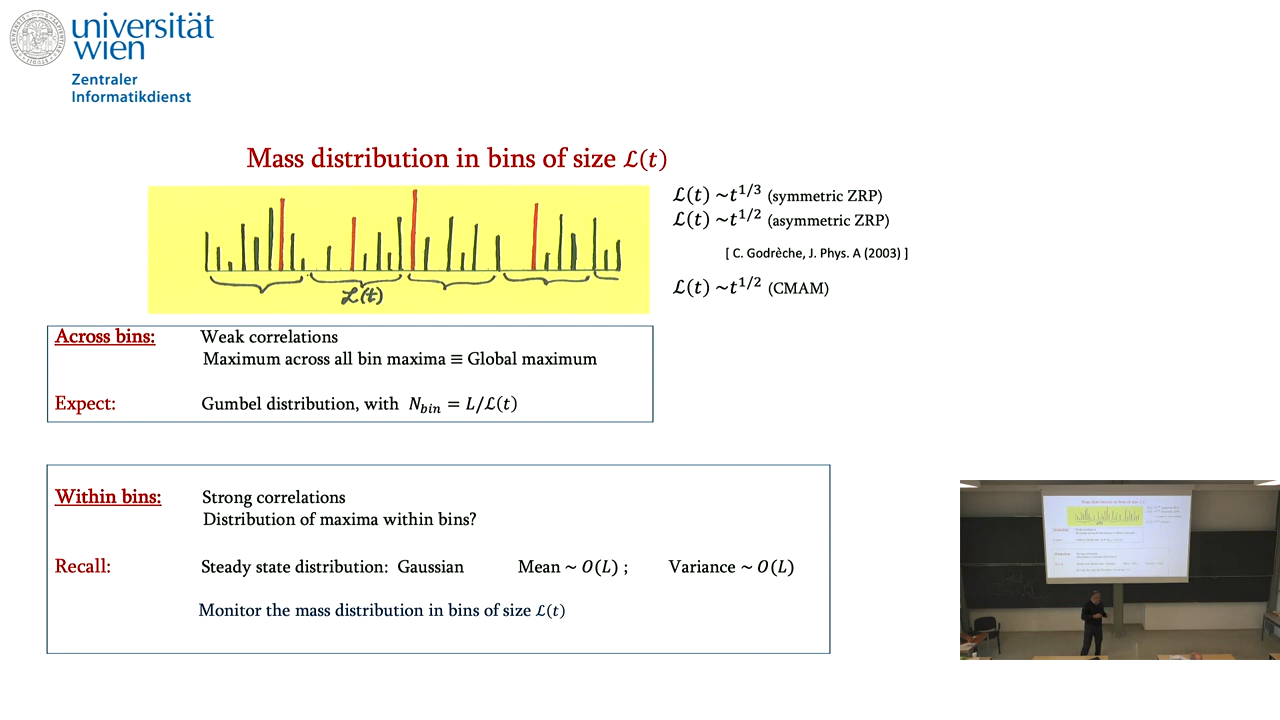 universität
wien
Zentraler
Informatikdienst
Mass distribution in bins of size ℒ(t)
ℒ(t) ~t^{1/3} (symmetric ZRP)
ℒ(t) ~t^{1/2} (asymmetric ZRP)
[ C. Godrèche, J. Phys. A (2003) ]
ℒ(t) ~t^{1/2} (CMAM)
ℒ(t)
Across bins: Weak correlations
Maximum across all bin maxima ≡ Global maximum
Expect: Gumbel distribution, with N_{bin} = L/ℒ(t)
Within bins: Strong correlations
Distribution of maxima within bins?
Recall: Steady state distribution: Gaussian Mean ~ O(L) ; Variance ~ O(L)
Monitor the mass distribution in bins of size ℒ(t)